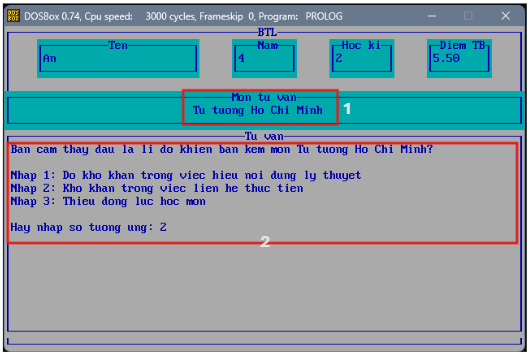 DOSBox 0.74, Cpu speed: 3000 cycles, Frameskip 0, Program: PROLOG
BTL
Ten Nam Hoc ki Diem TB
An 4 2 5.50
Mon tu van
Tu tuong Ho Chi Minh 1
Tu van
Ban cam thay dau la li do khien ban kem mon Tu tuong Ho Chi Minh?
Nhap 1: Do kho khan trong viec hieu noi dung ly thuyet
Nhap 2: Kho khan trong viec lien he thuc tien
Nhap 3: Thieu dong luc hoc mon
Hay nhap so tuong ung: 2
2